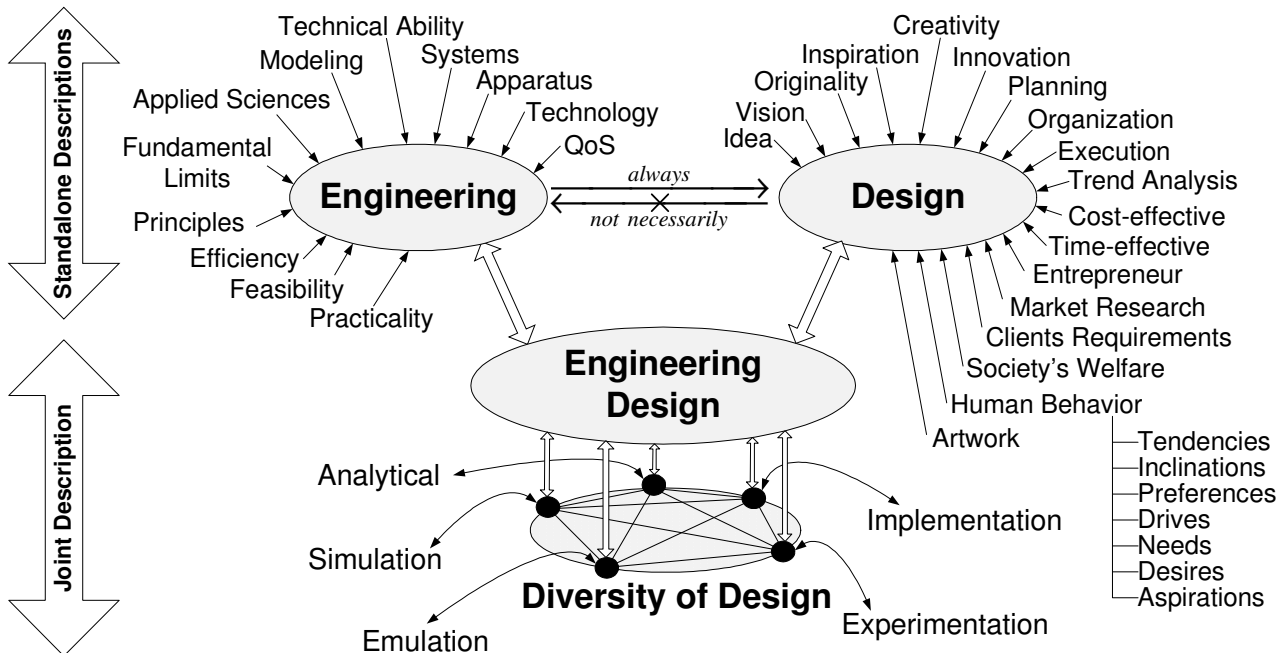 Standalone Descriptions
Technical Ability
Modeling
Systems
Apparatus
Applied Sciences
Technology
QoS
Fundamental
Limits
Principles
Efficiency
Feasibility
Practicality
Engineering
always
not necessarily
Creativity
Inspiration
Innovation
Originality
Planning
Vision
Idea
Organization
Execution
Trend Analysis
Cost-effective
Time-effective
Entrepreneur
Market Research
Clients Requirements
Society's Welfare
Human Behavior
Artwork
Design
Tendencies
Inclinations
Preferences
Drives
Needs
Desires
Aspirations
Joint Description
Engineering
Design
Analytical
Simulation
Emulation
Implementation
Experimentation
Diversity of Design